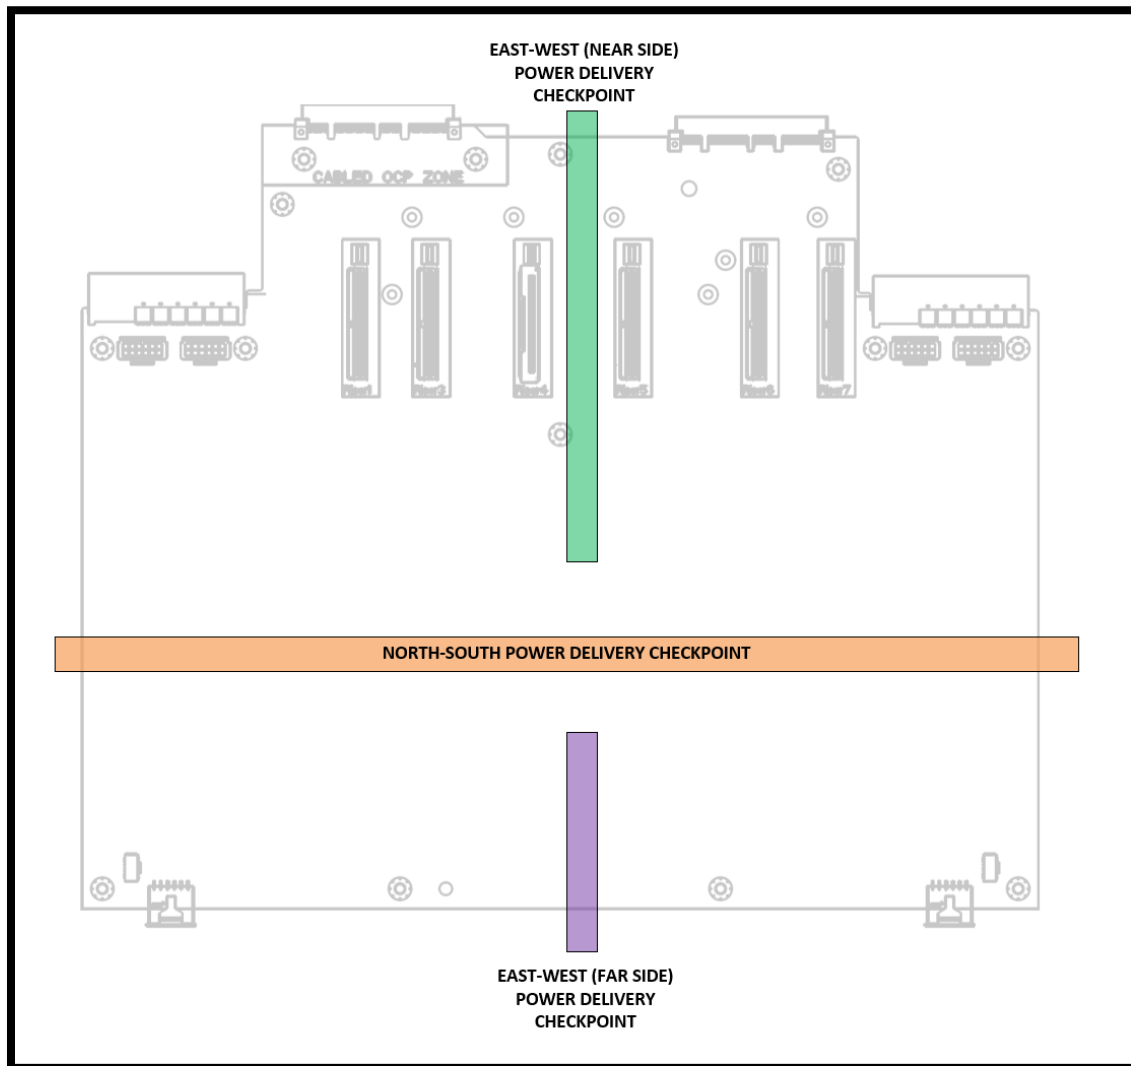 EAST-WEST (NEAR SIDE)
POWER DELIVERY
CHECKPOINT
CABLED OCP ZONE
NORTH-SOUTH POWER DELIVERY CHECKPOINT
EAST-WEST (FAR SIDE)
POWER DELIVERY
CHECKPOINT